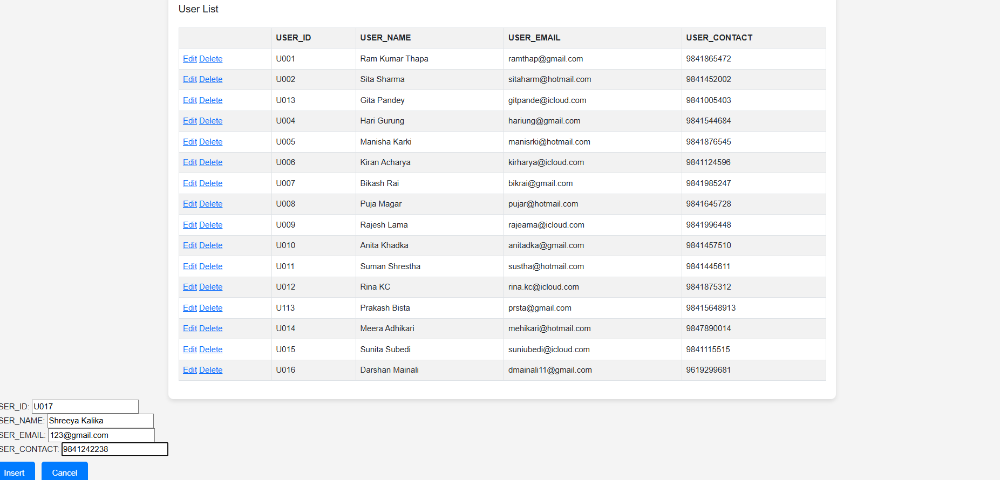 User List
USER_ID USER_NAME USER_EMAIL USER_CONTACT
Edit Delete U001 Ram Kumar Thapa ramthap@gmail.com 9841865472
Edit Delete U002 Sita Sharma sitaharm@hotmail.com 9841452002
Edit Delete U013 Gita Pandey gitpande@icloud.com 9841005403
Edit Delete U004 Hari Gurung hariung@gmail.com 9841544684
Edit Delete U005 Manisha Karki manisrki@hotmail.com 9841876545
Edit Delete U006 Kiran Acharya kirharya@icloud.com 9841124596
Edit Delete U007 Bikash Rai bikrai@gmail.com 9841985247
Edit Delete U008 Puja Magar pujar@hotmail.com 9841645728
Edit Delete U009 Rajesh Lama rajeama@icloud.com 9841996448
Edit Delete U010 Anita Khadka anitadka@gmail.com 9841457510
Edit Delete U011 Suman Shrestha sustha@hotmail.com 9841445611
Edit Delete U012 Rina KC rina.kc@icloud.com 9841875312
Edit Delete U113 Prakash Bista prsta@gmail.com 98415648913
Edit Delete U014 Meera Adhikari mehikari@hotmail.com 9847890014
Edit Delete U015 Sunita Subedi suniubedi@icloud.com 9841115515
Edit Delete U016 Darshan Mainali dmainali11@gmail.com 9619299681
SER_ID: U017
SER_NAME: Shreeya Kalika
SER_EMAIL: 123@gmail.com
SER_CONTACT: 9841242238
Insert Cancel